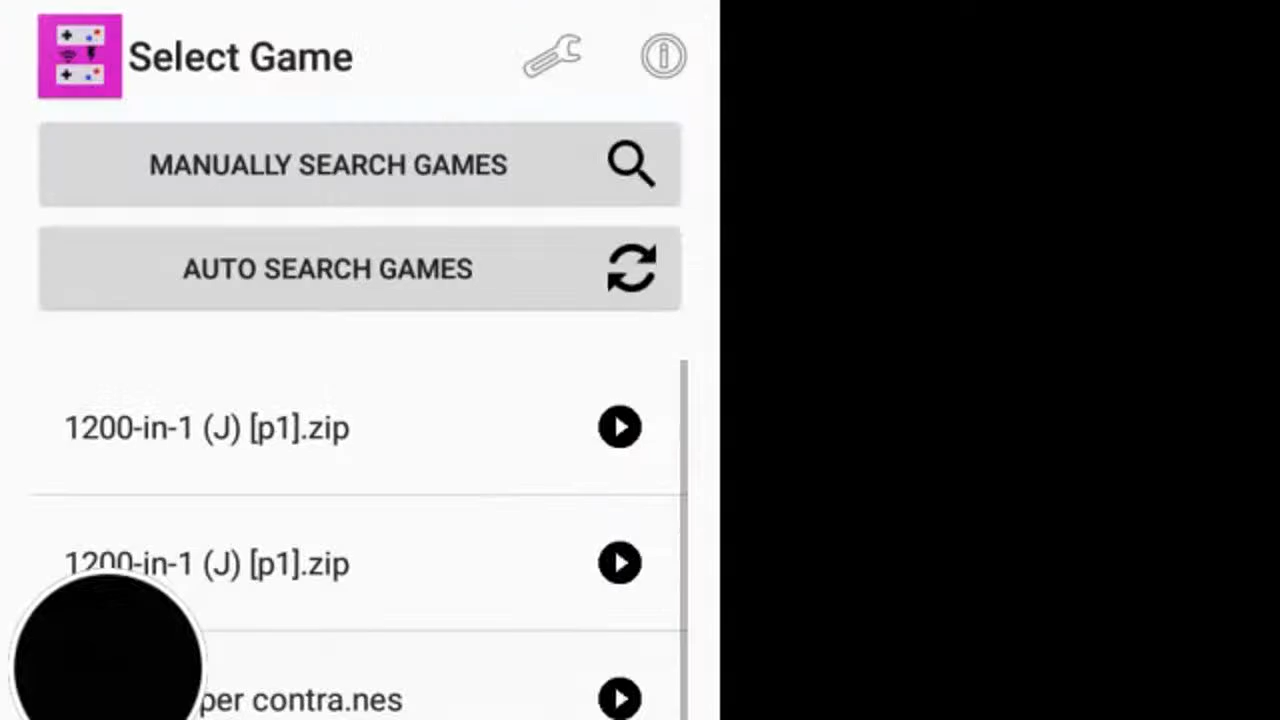 Select Game
MANUALLY SEARCH GAMES
AUTO SEARCH GAMES
1200-in-1 (J) [p1].zip
1200-in-1 (J) [p1].zip
contra.nes